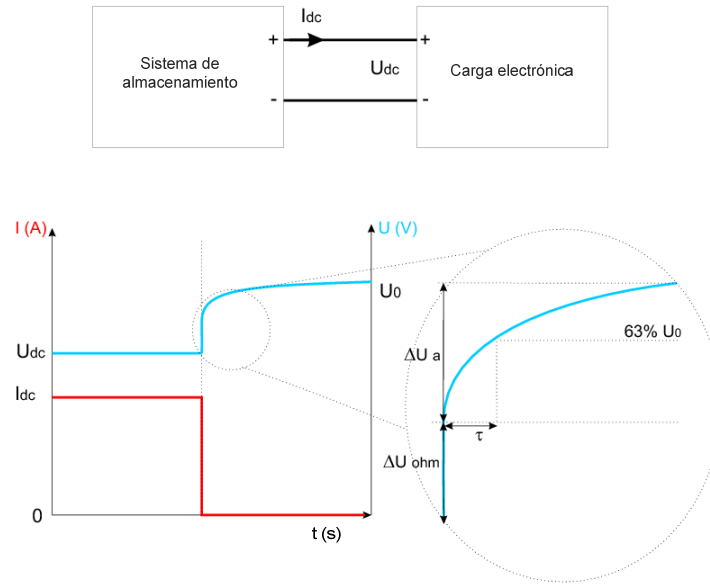 Idc
Sistema de
almacenamiento
+
+
Udc
Carga electrónica
-
-
I (A)
U (V)
U0
63% U0
Udc
ΔU a
Idc
τ
ΔU ohm
0
t (s)